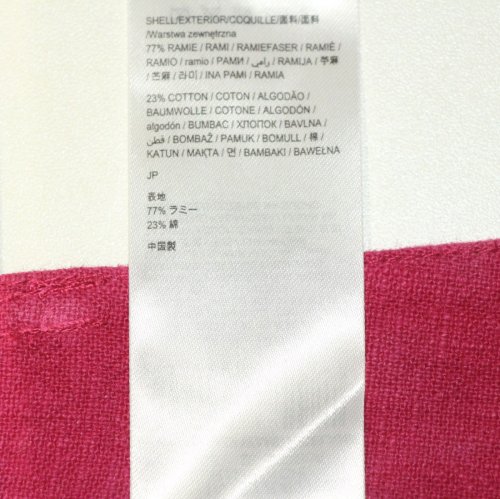 SHELL/EXTERIOR/COQUILLE/面料/面料
/Warstwa zewnętrzna
77% RAMIE / RAMI / RAMIEFASER / RAMIÈ /
RAMIO / ramio / РАМИ / رامي / RAMIJA / 苧麻
/ 苎麻 / 라미 / INA PAMI / RAMIA
23% COTTON / COTON / ALGODÃO /
BAUMWOLLE / COTONE / ALGODÓN /
algodón / BUMBAC / ХЛОПОК / BAVLNA /
قطن / BOMBAŽ / PAMUK / BOMULL / 棉 /
KATUN / MAKTA / 면 / BAMBAKI / BAWEŁNA
JP
表地
77% ラミー
23% 綿
中国製